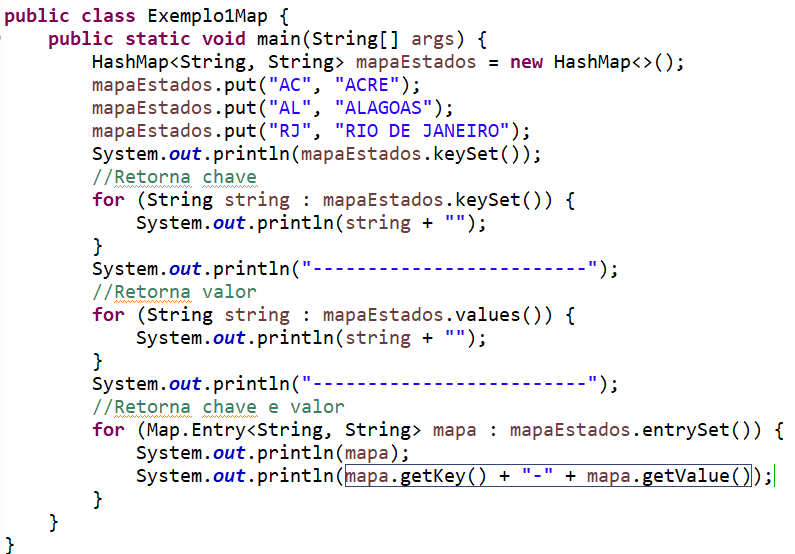 public class Exemplo1Map {
    public static void main(String[] args) {
        HashMap<String, String> mapaEstados = new HashMap<>();
        mapaEstados.put("AC", "ACRE");
        mapaEstados.put("AL", "ALAGOAS");
        mapaEstados.put("RJ", "RIO DE JANEIRO");
        System.out.println(mapaEstados.keySet());
        //Retorna chave
        for (String string : mapaEstados.keySet()) {
            System.out.println(string + "");
        }
        System.out.println("-------------------------");
        //Retorna valor
        for (String string : mapaEstados.values()) {
            System.out.println(string + "");
        }
        System.out.println("-------------------------");
        //Retorna chave e valor
        for (Map.Entry<String, String> mapa : mapaEstados.entrySet()) {
            System.out.println(mapa);
            System.out.println(mapa.getKey() + "-" + mapa.getValue());
        }
    }
}